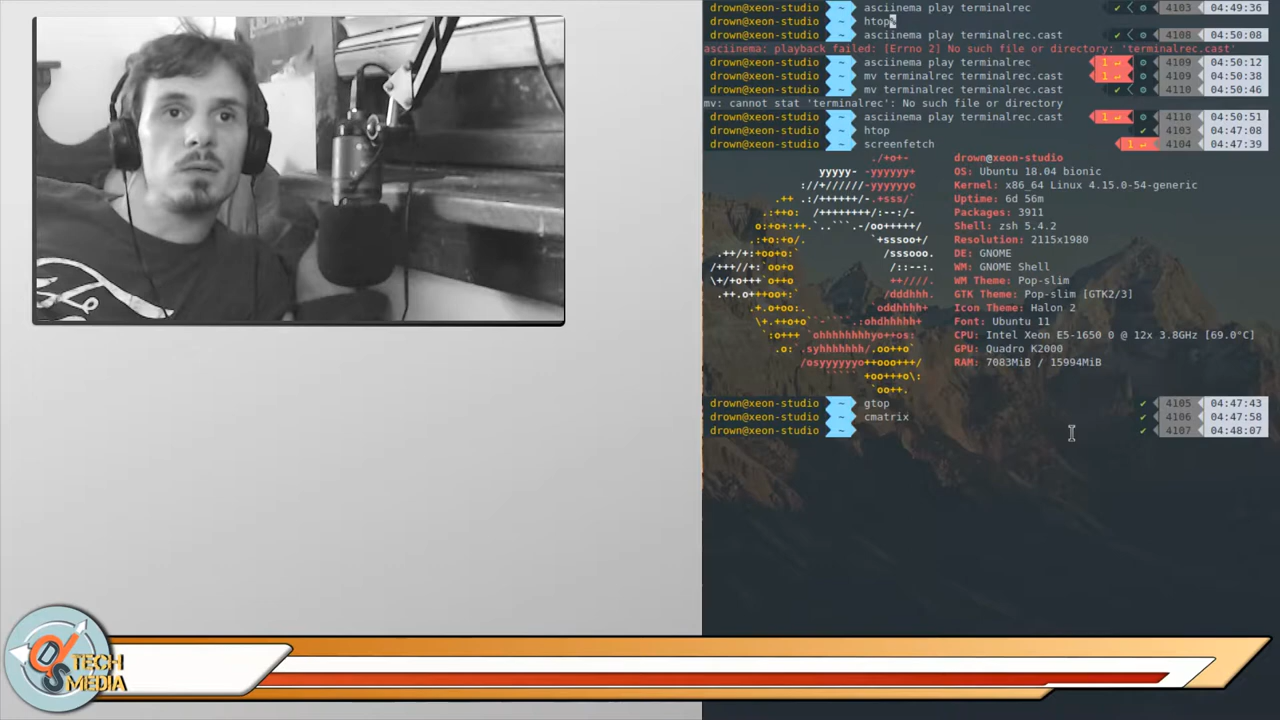 drown@xeon-studio ~ asciinema play terminalrec ✔ ⚙ 4103 04:49:36
drown@xeon-studio ~ htop%
drown@xeon-studio ~ asciinema play terminalrec.cast ✔ ⚙ 4108 04:50:08
asciinema: playback failed: [Errno 2] No such file or directory: 'terminalrec.cast'
drown@xeon-studio ~ asciinema play terminalrec 1 ↵ ⚙ 4109 04:50:12
drown@xeon-studio ~ mv terminalrec terminalrec.cast 1 ↵ ⚙ 4109 04:50:38
drown@xeon-studio ~ mv terminalrec terminalrec.cast ✔ ⚙ 4110 04:50:46
mv: cannot stat 'terminalrec': No such file or directory
drown@xeon-studio ~ asciinema play terminalrec.cast 1 ↵ ⚙ 4110 04:50:51
drown@xeon-studio ~ htop ✔ 4103 04:47:08
drown@xeon-studio ~ screenfetch 1 ↵ 4104 04:47:39
drown@xeon-studio
OS: Ubuntu 18.04 bionic
Kernel: x86_64 Linux 4.15.0-54-generic
Uptime: 6d 56m
Packages: 3911
Shell: zsh 5.4.2
Resolution: 2115x1980
DE: GNOME
WM: GNOME Shell
WM Theme: Pop-slim
GTK Theme: Pop-slim [GTK2/3]
Icon Theme: Halon 2
Font: Ubuntu 11
CPU: Intel Xeon E5-1650 0 @ 12x 3.8GHz [69.0°C]
GPU: Quadro K2000
RAM: 7083MiB / 15994MiB
drown@xeon-studio ~ gtop ✔ 4105 04:47:43
drown@xeon-studio ~ cmatrix ✔ 4106 04:47:58
drown@xeon-studio ~ ✔ 4107 04:48:07
OS TECH
MEDIA